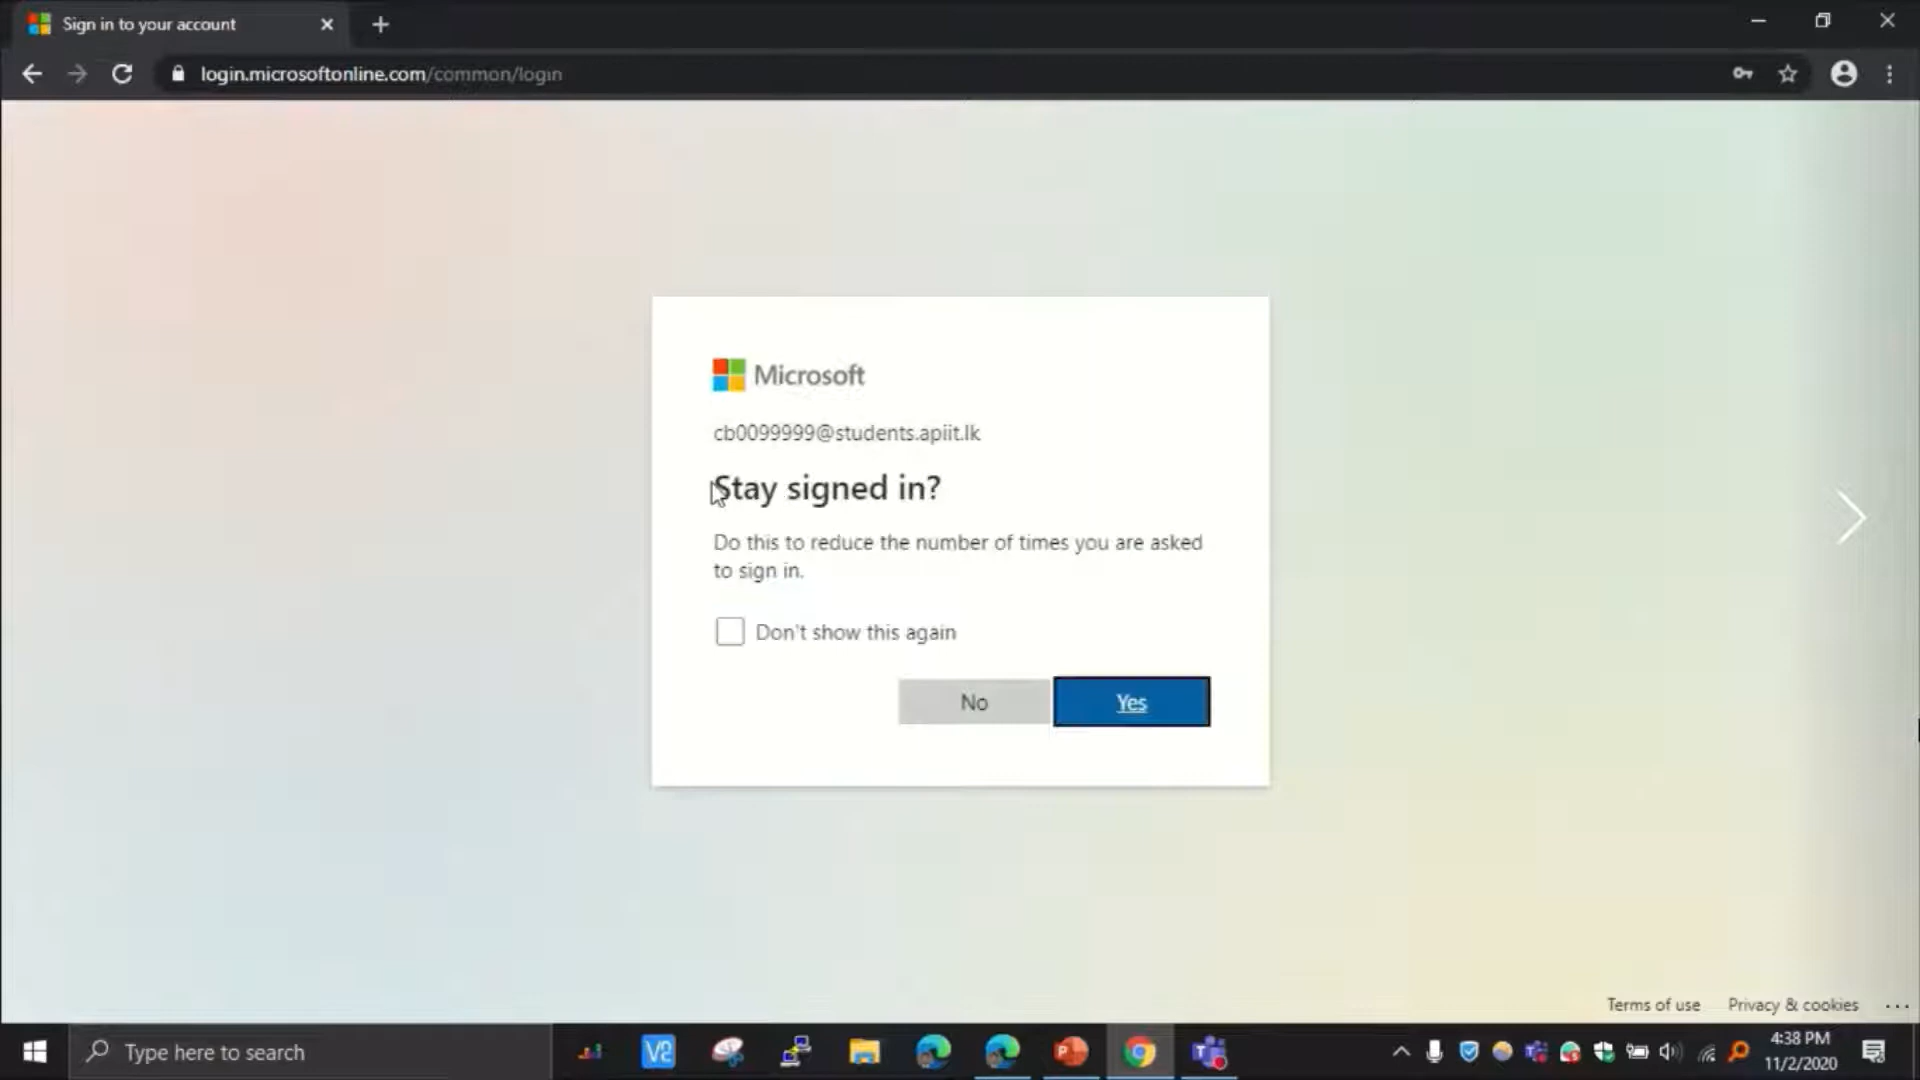 Sign in to your account
login.microsoftonline.com/common/login
Microsoft
cb0099999@students.apiit.lk
Stay signed in?
Do this to reduce the number of times you are asked
to sign in.
Don't show this again
No
Yes
Terms of use
Privacy & cookies
Type here to search
4:38 PM
11/2/2020